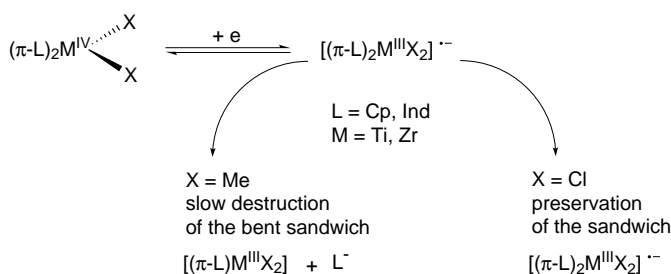 X
(π-L)₂Mᴵⱽ
X
+ e
[(π-L)₂MᴵᴵᴵX₂] •–
L = Cp, Ind
M = Ti, Zr
X = Me
slow destruction
of the bent sandwich
[(π-L)MᴵᴵᴵX₂] + L⁻
X = Cl
preservation
of the sandwich
[(π-L)₂MᴵᴵᴵX₂] •–